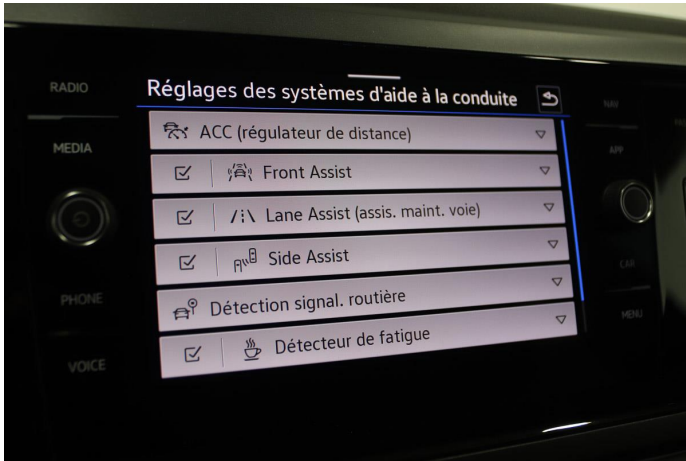 RADIO
MEDIA
PHONE
VOICE
Réglages des systèmes d'aide à la conduite
ACC (régulateur de distance)
Front Assist
Lane Assist (assis. maint. voie)
Side Assist
Détection signal. routière
Détecteur de fatigue
NAV
APP
CAR
MENU